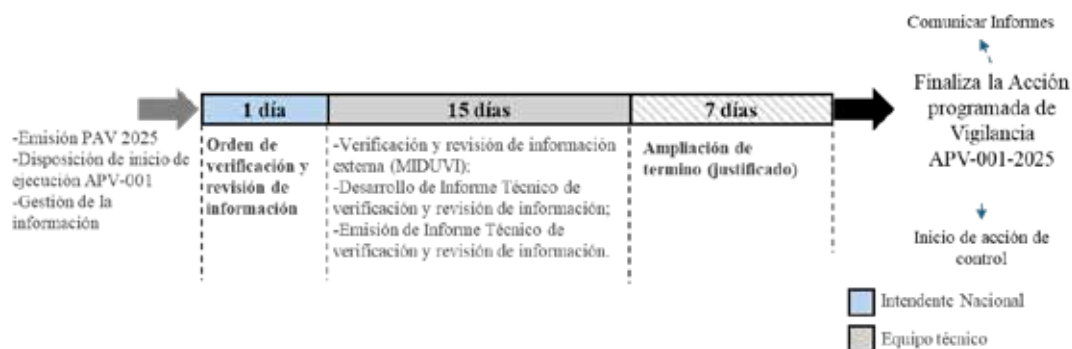 Comunicar Informes
Finaliza la Acción
programada de
Vigilancia
APV-001-2025
Inicio de acción de
control
1 día
15 días
7 días
-Emisión PAV 2025
-Disposición de inicio de
ejecución APV-001
-Gestión de la
información
Orden de
verificación y
revisión de
información
-Verificación y revisión de información
externa (MIDUVI);
-Desarrollo de Informe Técnico de
verificación y revisión de información;
-Emisión de Informe Técnico de
verificación y revisión de información.
Ampliación de
termino (justificado)
Intendente Nacional
Equipo técnico